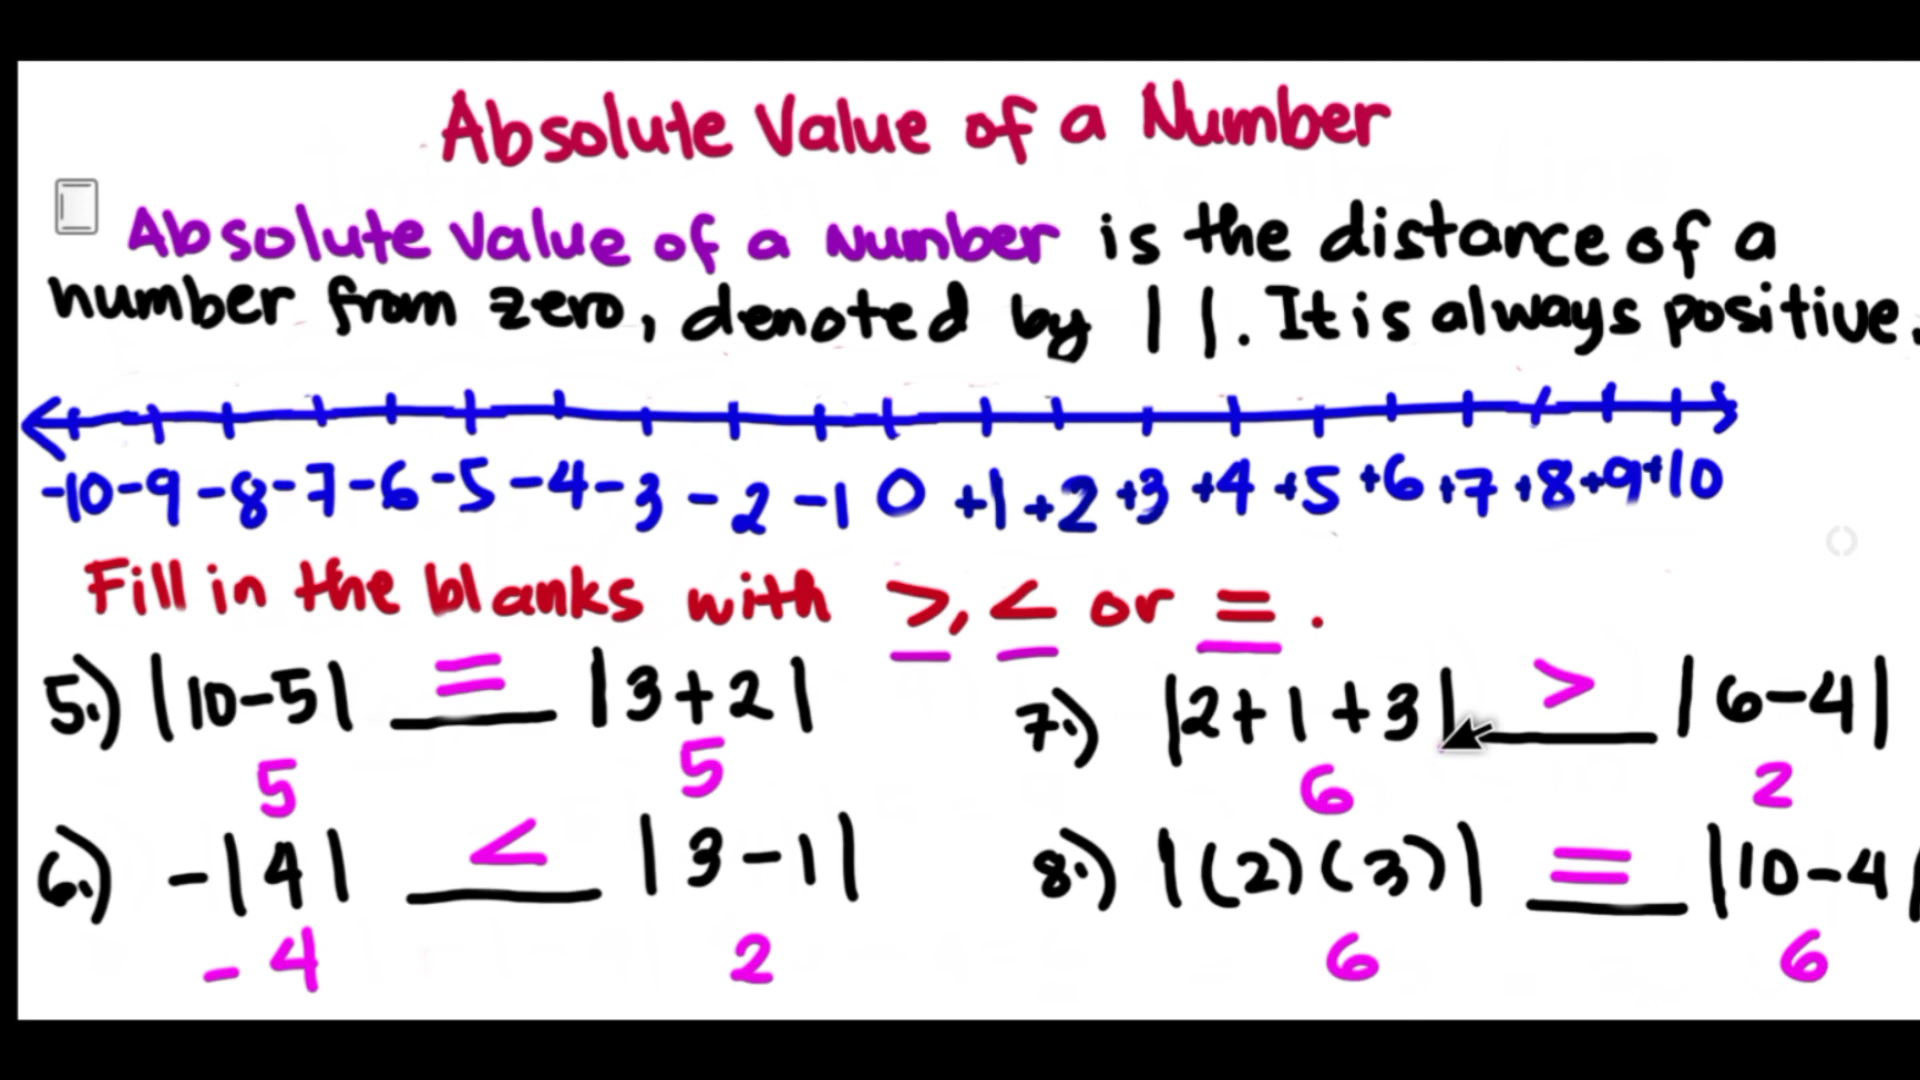 Absolute Value of a Number
Absolute Value of a Number is the distance of a
number from zero, denoted by | |. It is always positive.
-10 -9 -8 -7 -6 -5 -4 -3 -2 -1 0 +1 +2 +3 +4 +5 +6 +7 +8 +9 +10
Fill in the blanks with >, < or = .
5.) |10-5| = |3+2|
5 5
6.) -|4| < |3-1|
-4 2
7.) |2+1+3| > |6-4|
6 2
8.) |(2)(3)| = |10-4|
6 6